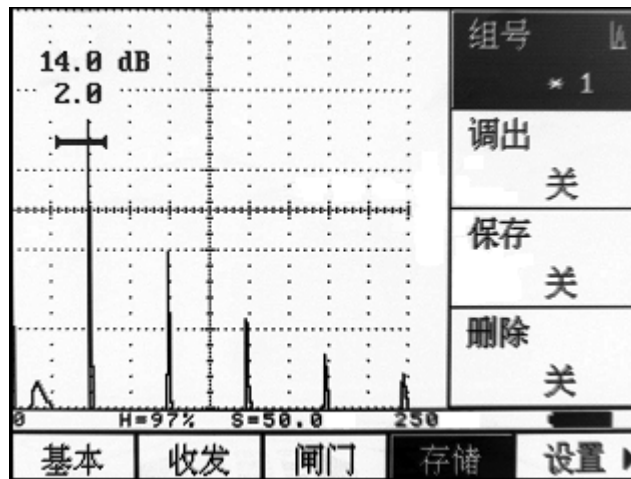 14.0 dB
2.0
组号
* 1
调出
关
保存
关
删除
关
0 H=97% S=50.0 250
基本 收发 闸门 存储 设置